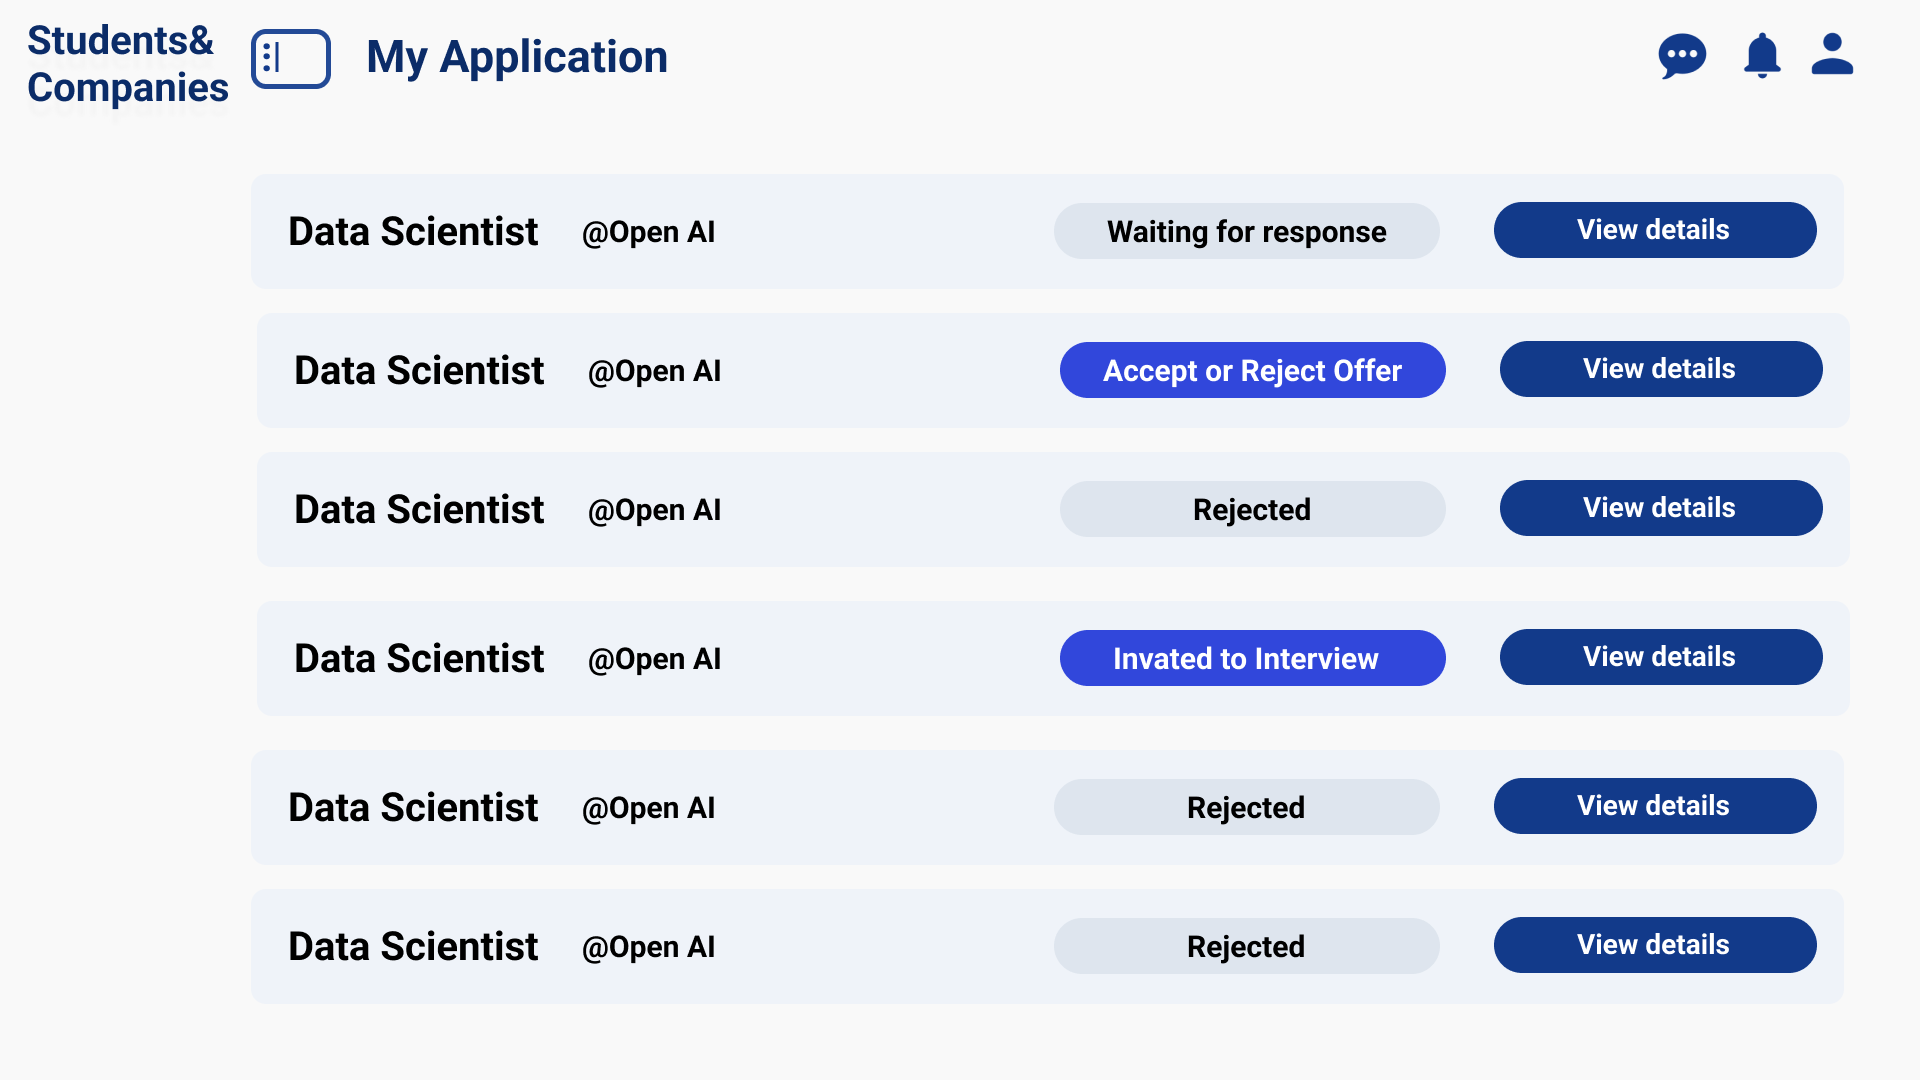 Students&
Companies
My Application
Data Scientist @Open AI Waiting for response View details
Data Scientist @Open AI Accept or Reject Offer View details
Data Scientist @Open AI Rejected View details
Data Scientist @Open AI Invated to Interview View details
Data Scientist @Open AI Rejected View details
Data Scientist @Open AI Rejected View details